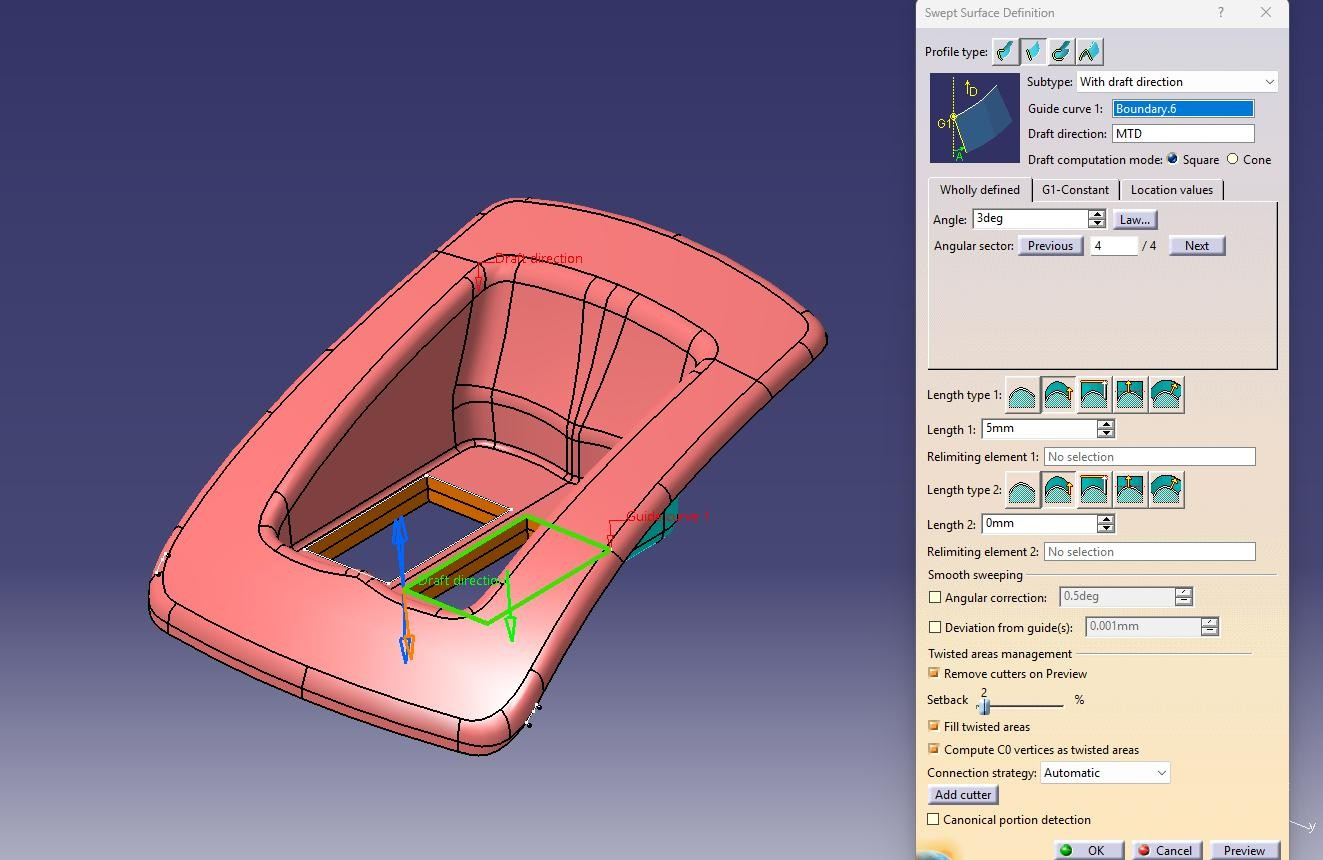 Swept Surface Definition ? ×
Profile type:
Subtype: With draft direction
D
G1
A
Guide curve 1: Boundary.6
Draft direction: MTD
Draft computation mode: Square Cone
Wholly defined G1-Constant Location values
Angle: 3deg Law...
Angular sector: Previous 4 / 4 Next
Length type 1:
Length 1: 5mm
Relimiting element 1: No selection
Length type 2:
Length 2: 0mm
Relimiting element 2: No selection
Smooth sweeping
Angular correction: 0.5deg
Deviation from guide(s): 0.001mm
Twisted areas management
Remove cutters on Preview
2
Setback %
Fill twisted areas
Compute C0 vertices as twisted areas
Connection strategy: Automatic
Add cutter
Canonical portion detection
OK Cancel Preview
Draft direction
Guide curve 1
Draft direction
y